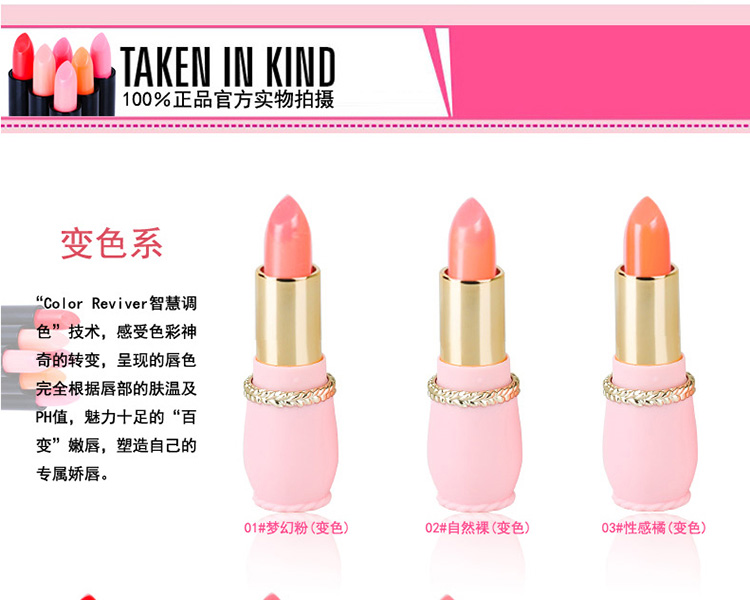 TAKEN IN KIND
100%正品官方实物拍摄
变色系
“Color Reviver智慧调
色”技术，感受色彩神
奇的转变，呈现的唇色
完全根据唇部的肤温及
PH值，魅力十足的“百
变”嫩唇，塑造自己的
专属娇唇。
01#梦幻粉(变色)
02#自然裸(变色)
03#性感橘(变色)